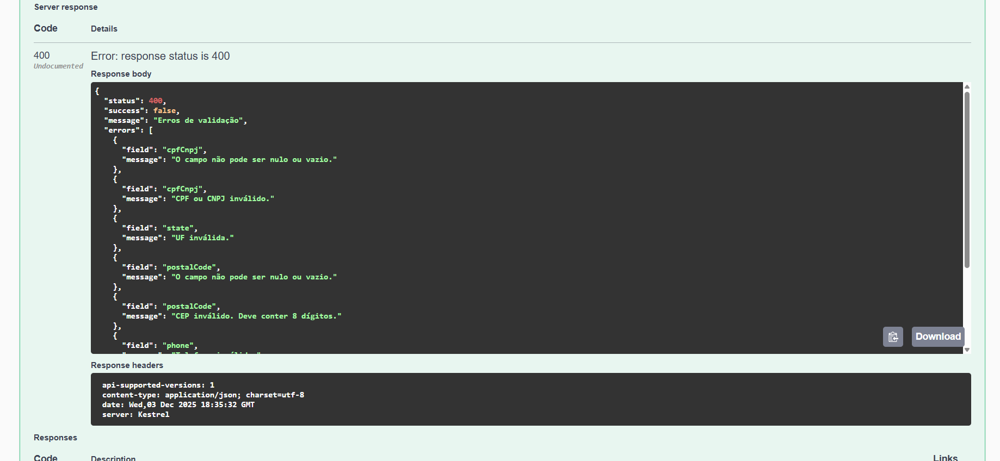 Server response
Code Details
400 Error: response status is 400
Undocumented
Response body
{
  "status": 400,
  "success": false,
  "message": "Erros de validação",
  "errors": [
    {
      "field": "cpfCnpj",
      "message": "O campo não pode ser nulo ou vazio."
    },
    {
      "field": "cpfCnpj",
      "message": "CPF ou CNPJ inválido."
    },
    {
      "field": "state",
      "message": "UF inválida."
    },
    {
      "field": "postalCode",
      "message": "O campo não pode ser nulo ou vazio."
    },
    {
      "field": "postalCode",
      "message": "CEP inválido. Deve conter 8 dígitos."
    },
    {
      "field": "phone",
Download
Response headers
api-supported-versions: 1
content-type: application/json; charset=utf-8
date: Wed,03 Dec 2025 18:35:32 GMT
server: Kestrel
Responses
Code Description Links